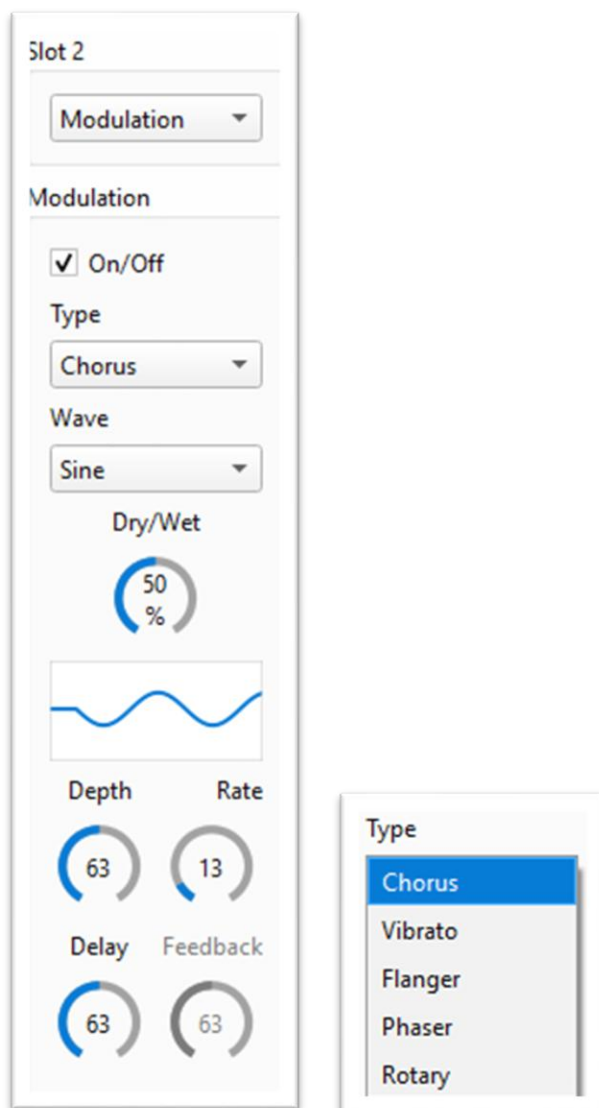 Slot 2
Modulation
Modulation
On/Off
Type
Chorus
Wave
Sine
Dry/Wet
50
%
Depth Rate
63 13
Delay Feedback
63 63
Type
Chorus
Vibrato
Flanger
Phaser
Rotary